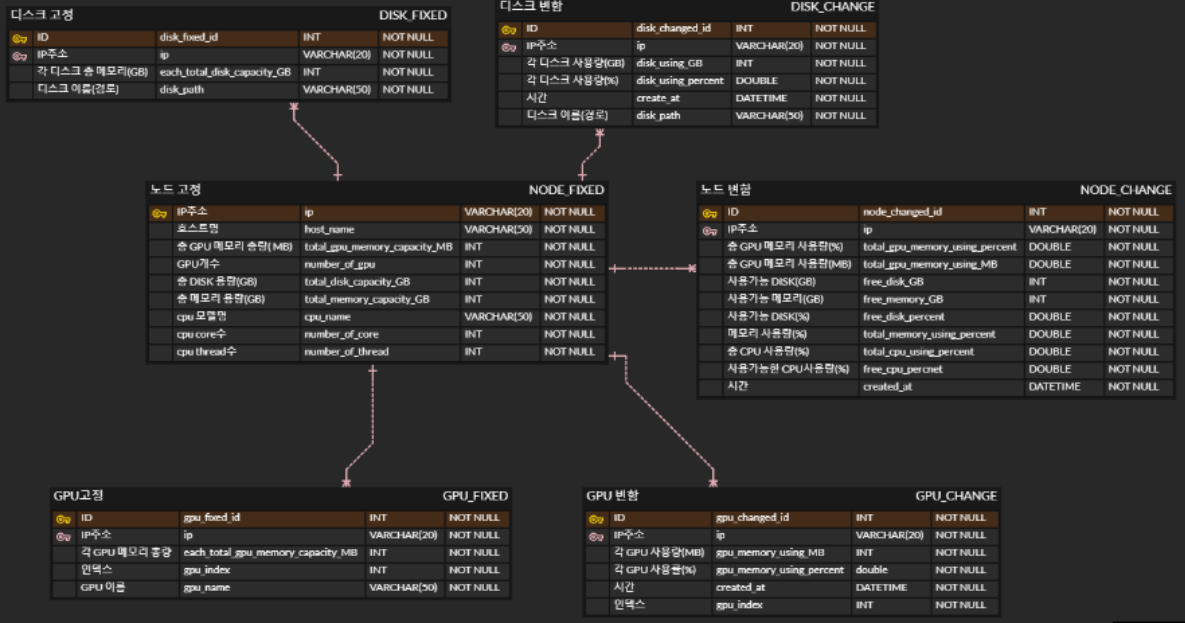 디스크 고정 DISK_FIXED
ID disk_fixed_id INT NOT NULL
IP주소 ip VARCHAR(20) NOT NULL
각 디스크 총 메모리(GB) each_total_disk_capacity_GB INT NOT NULL
디스크 이름(경로) disk_path VARCHAR(50) NOT NULL
디스크 변함 DISK_CHANGE
ID disk_changed_id INT NOT NULL
IP주소 ip VARCHAR(20) NOT NULL
각 디스크 사용량(GB) disk_using_GB INT NOT NULL
각 디스크 사용량(%) disk_using_percent DOUBLE NOT NULL
시간 create_at DATETIME NOT NULL
디스크 이름(경로) disk_path VARCHAR(50) NOT NULL
노드 고정 NODE_FIXED
IP주소 ip VARCHAR(20) NOT NULL
호스트명 host_name VARCHAR(50) NOT NULL
총 GPU 메모리 총량( MB) total_gpu_memory_capacity_MB INT NOT NULL
GPU개수 number_of_gpu INT NOT NULL
총 DISK 용량(GB) total_disk_capacity_GB INT NOT NULL
총 메모리 용량(GB) total_memory_capacity_GB INT NOT NULL
cpu 모델명 cpu_name VARCHAR(50) NOT NULL
cpu core수 number_of_core INT NOT NULL
cpu thread수 number_of_thread INT NOT NULL
노드 변함 NODE_CHANGE
ID node_changed_id INT NOT NULL
IP주소 ip VARCHAR(20) NOT NULL
총 GPU 메모리 사용량(%) total_gpu_memory_using_percent DOUBLE NOT NULL
총 GPU 메모리 사용량(MB) total_gpu_memory_using_MB DOUBLE NOT NULL
사용가능 DISK(GB) free_disk_GB INT NOT NULL
사용가능 메모리(GB) free_memory_GB INT NOT NULL
사용가능 DISK(%) free_disk_percent DOUBLE NOT NULL
메모리 사용량(%) total_memory_using_percent DOUBLE NOT NULL
총 CPU 사용량(%) total_cpu_using_percent DOUBLE NOT NULL
사용가능한 CPU사용량(%) free_cpu_percnet DOUBLE NOT NULL
시간 created_at DATETIME NOT NULL
GPU고정 GPU_FIXED
ID gpu_fixed_id INT NOT NULL
IP주소 ip VARCHAR(20) NOT NULL
각 GPU 메모리 총량 each_total_gpu_memory_capacity_MB INT NOT NULL
인덱스 gpu_index INT NOT NULL
GPU 이름 gpu_name VARCHAR(50) NOT NULL
GPU 변함 GPU_CHANGE
ID gpu_changed_id INT NOT NULL
IP주소 ip VARCHAR(20) NOT NULL
각 GPU 사용량(MB) gpu_memory_using_MB INT NOT NULL
각 GPU 사용률(%) gpu_memory_using_percent double NOT NULL
시간 created_at DATETIME NOT NULL
인덱스 gpu_index INT NOT NULL